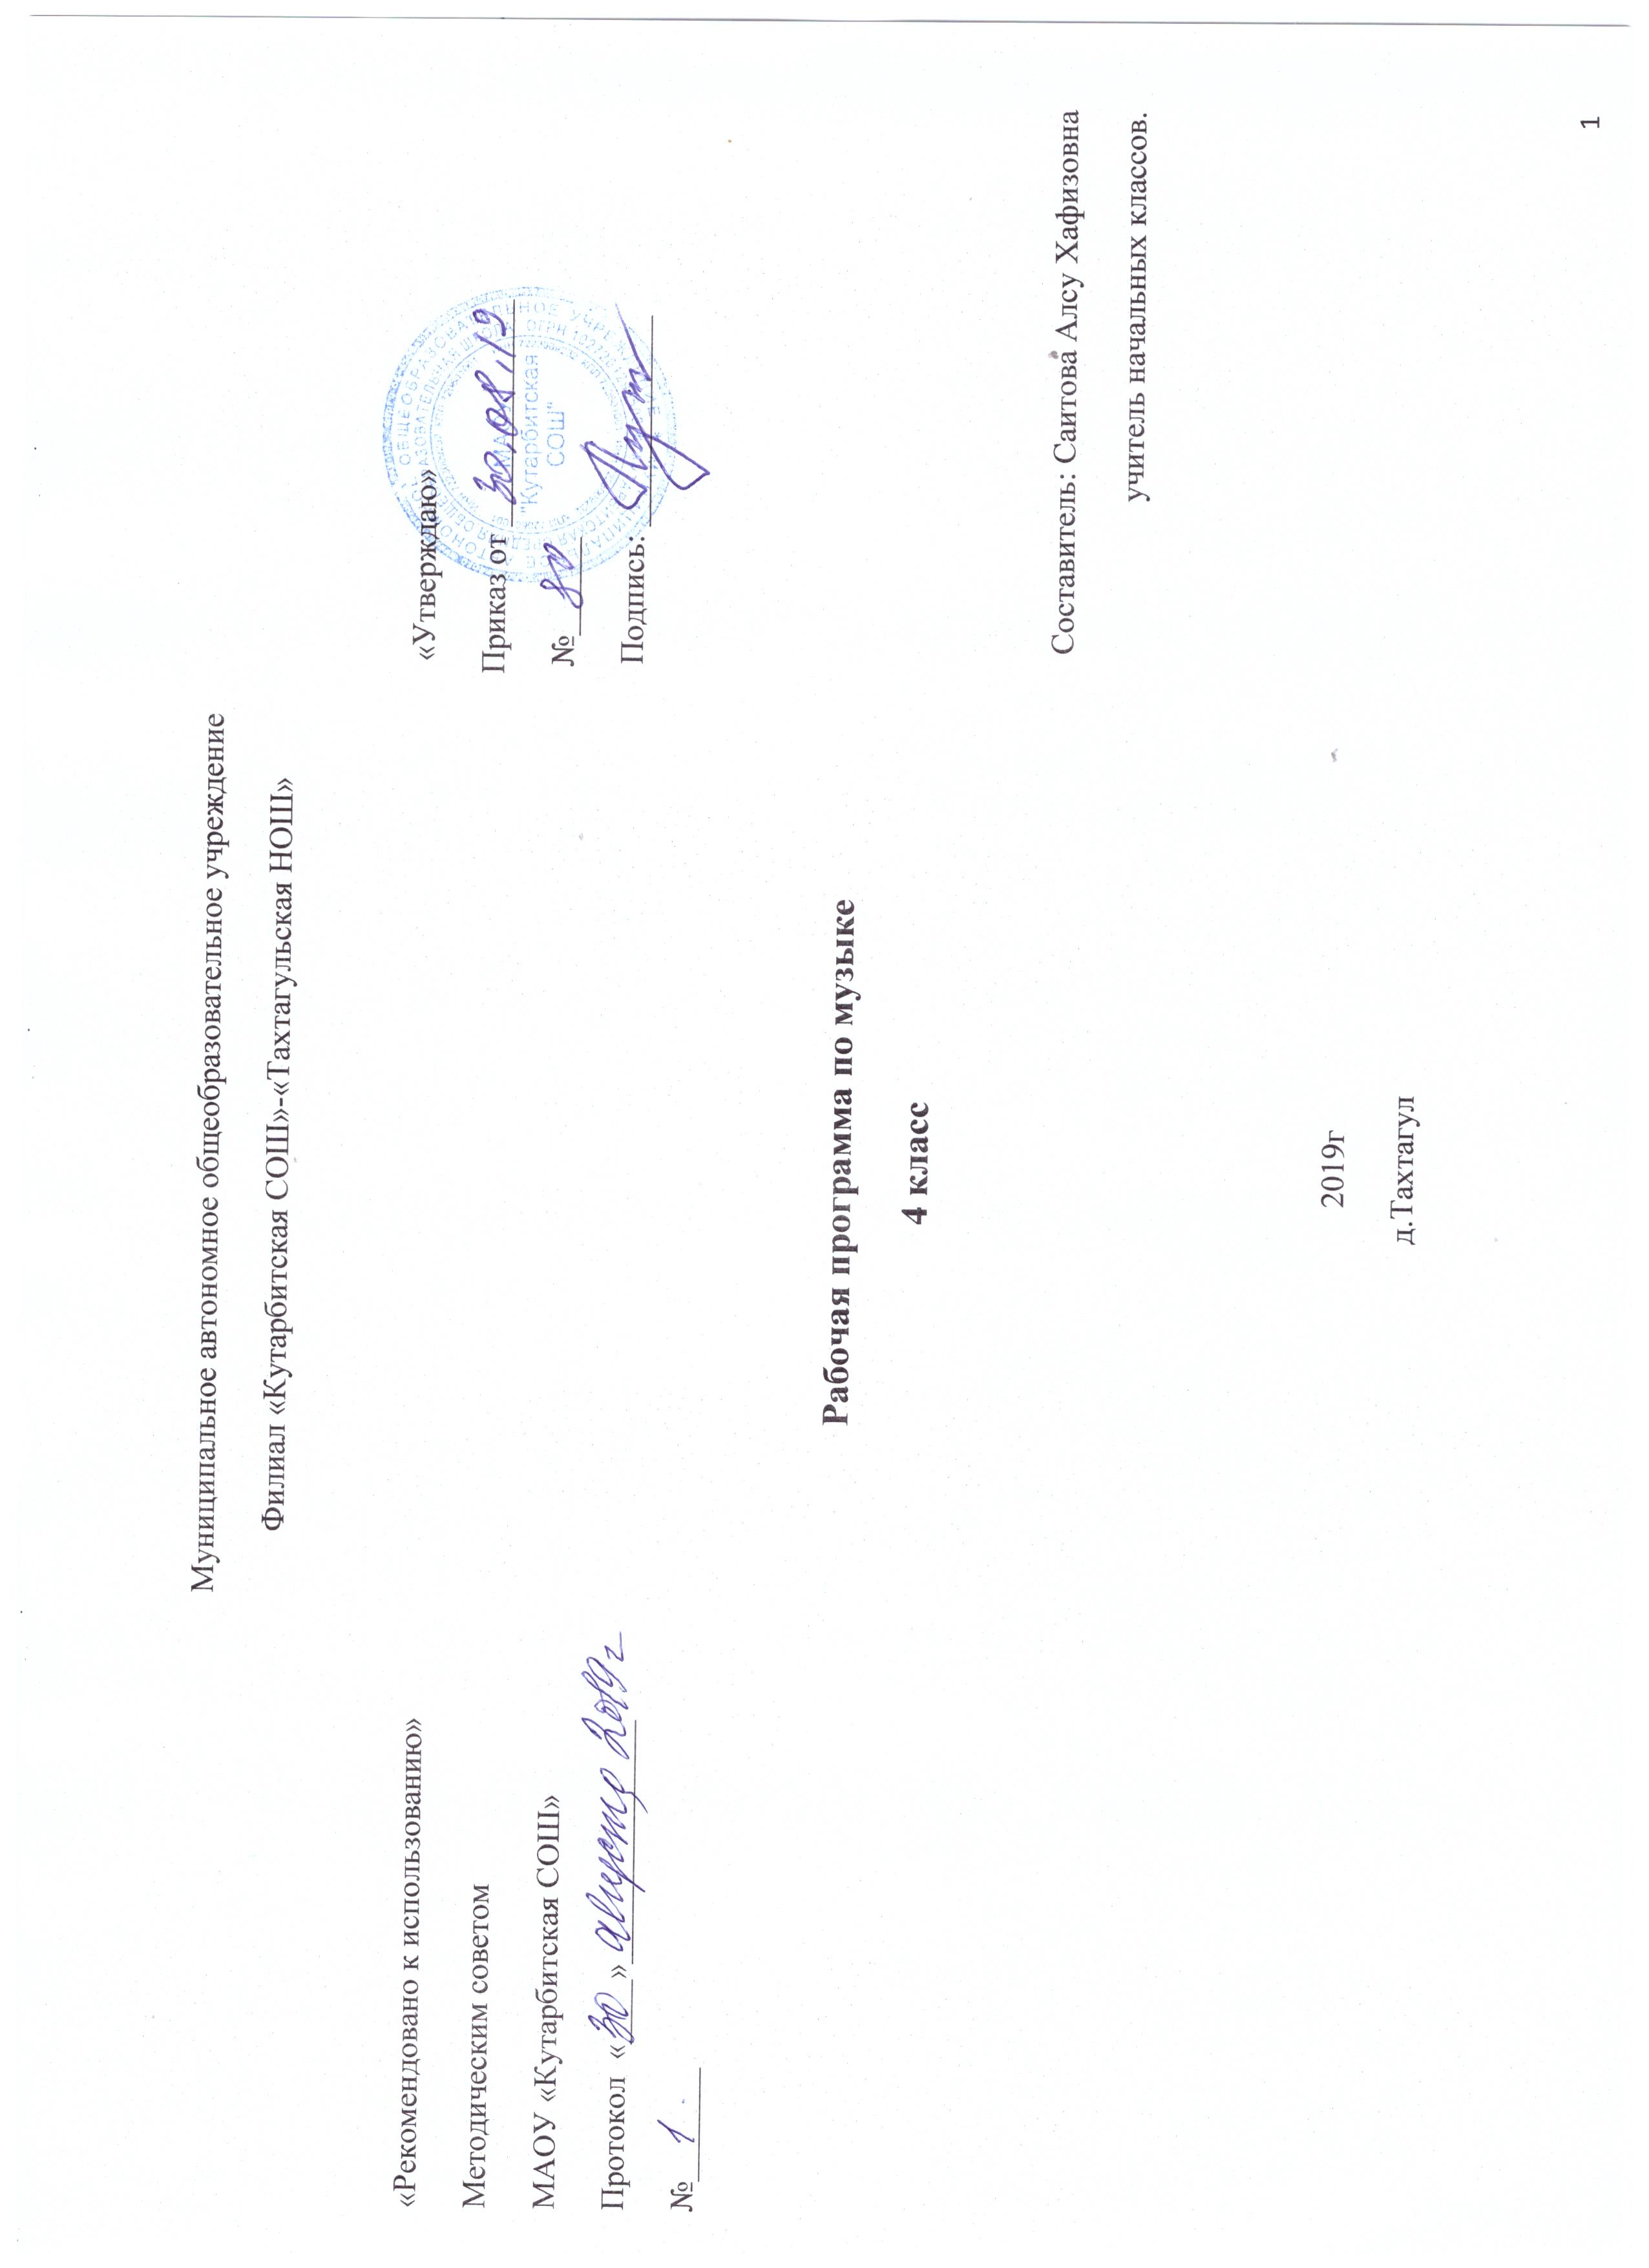 Муниципальное автономное общеобразовательное учреждение
Филиал «Кутарбитская СОШ»-«Тахтагульская НОШ»
«Рекомендовано к использованию»
Методическим советом
МАОУ «Кутарбитская СОШ»
Протокол «30» августа 2019г
№ 1.
«Утверждаю»
Приказ от 30.08.19
№ 80
Подпись:
"Кутарбитская
СОШ"
Рабочая программа по музыке
4 класс
Составитель: Саитова Алсу Хафизовна
учитель начальных классов.
2019г
д.Тахтагул
1